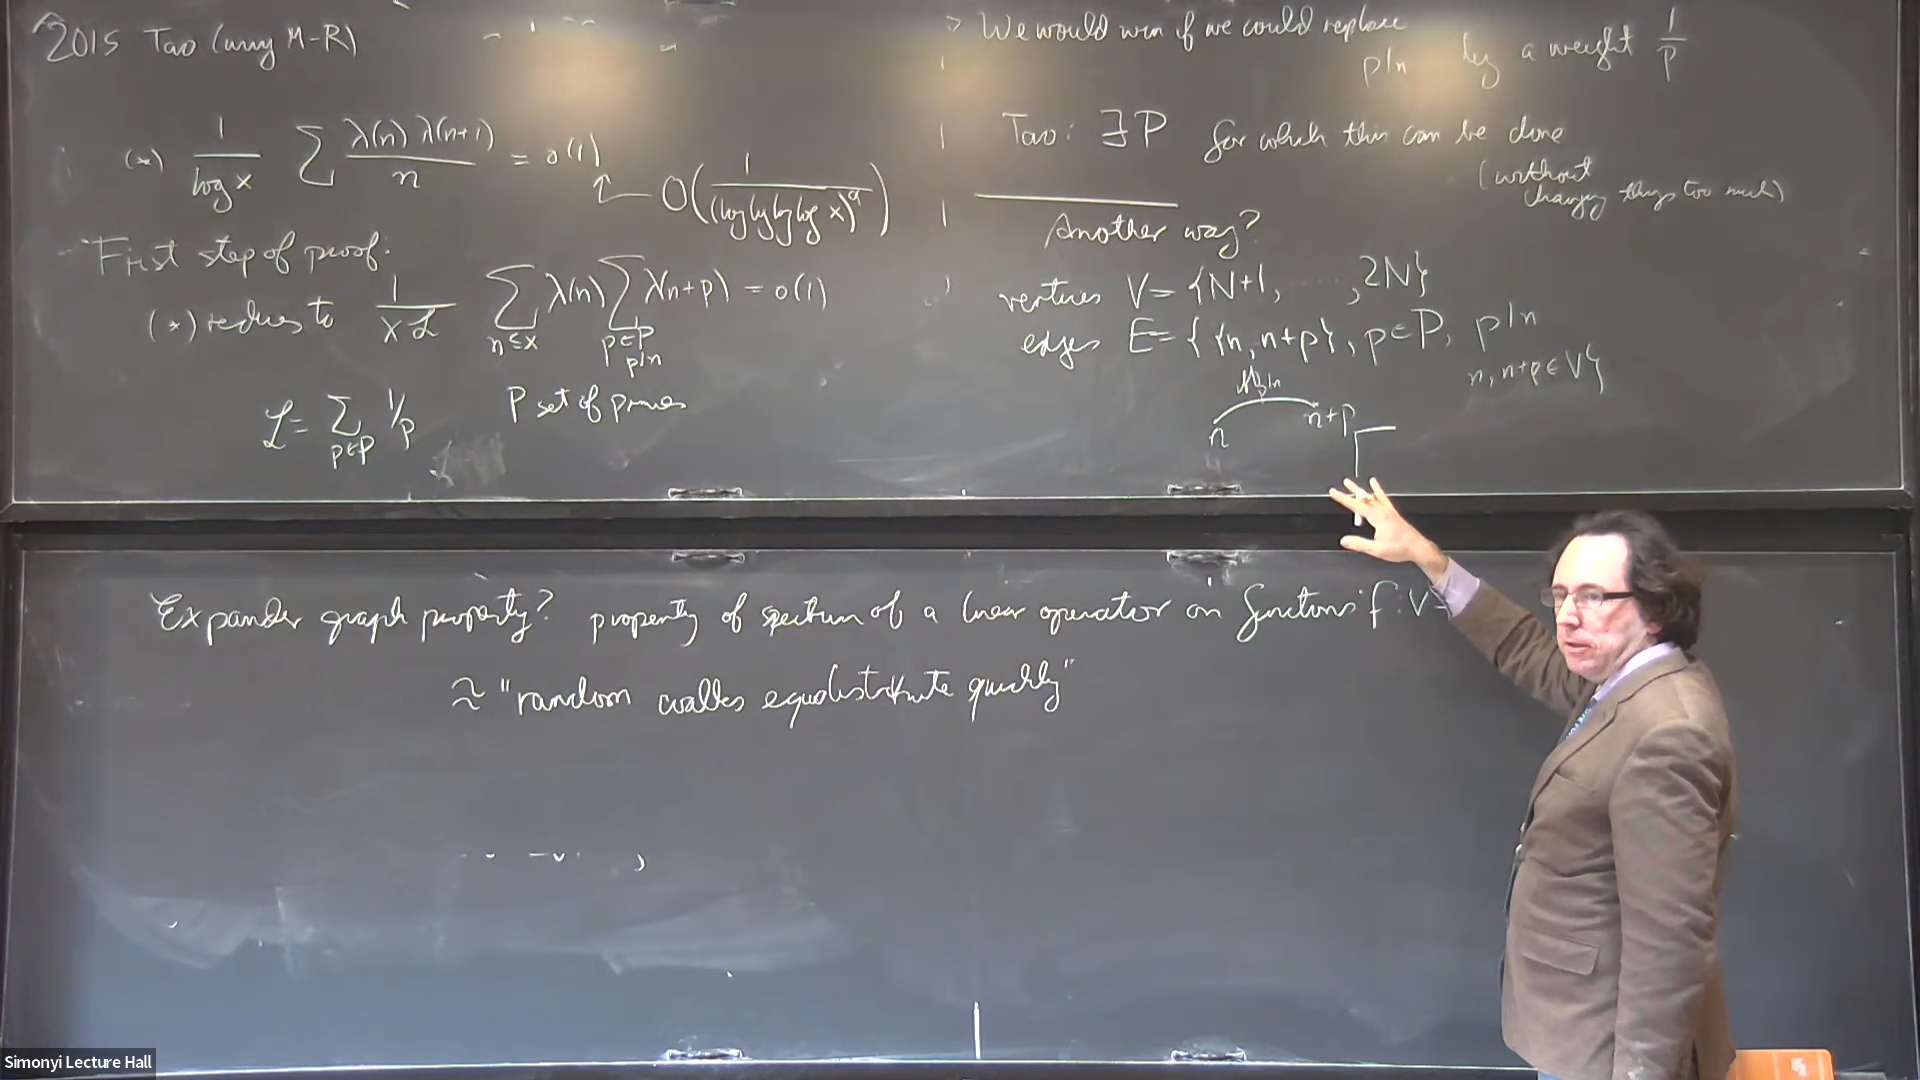 2015 Tao (using M-R)
(*) 1/log x ∑ λ(n) λ(n+1)/n = o(1)
O(1/(log log log log x)^a)
First step of proof:
(*) reduces to 1/(x ℒ) ∑_{n≤x} λ(n) ∑_{p∈P, p|n} λ(n+p) = o(1)
ℒ = ∑_{p∈P} 1/p P set of primes
We would win if we could replace
p|n by a weight 1/p
Tao: ∃ P for which this can be done
(without
changing things too much)
Another way?
vertices V = {N+1, ....., 2N}
edges E = { {n, n+p}, p∈P, p|n
n, n+p ∈ V}
p|n
n n+p
Expander graph property? property of spectrum of a linear operator on functions f: V
≈ "random walks equidistribute quickly"
Simonyi Lecture Hall